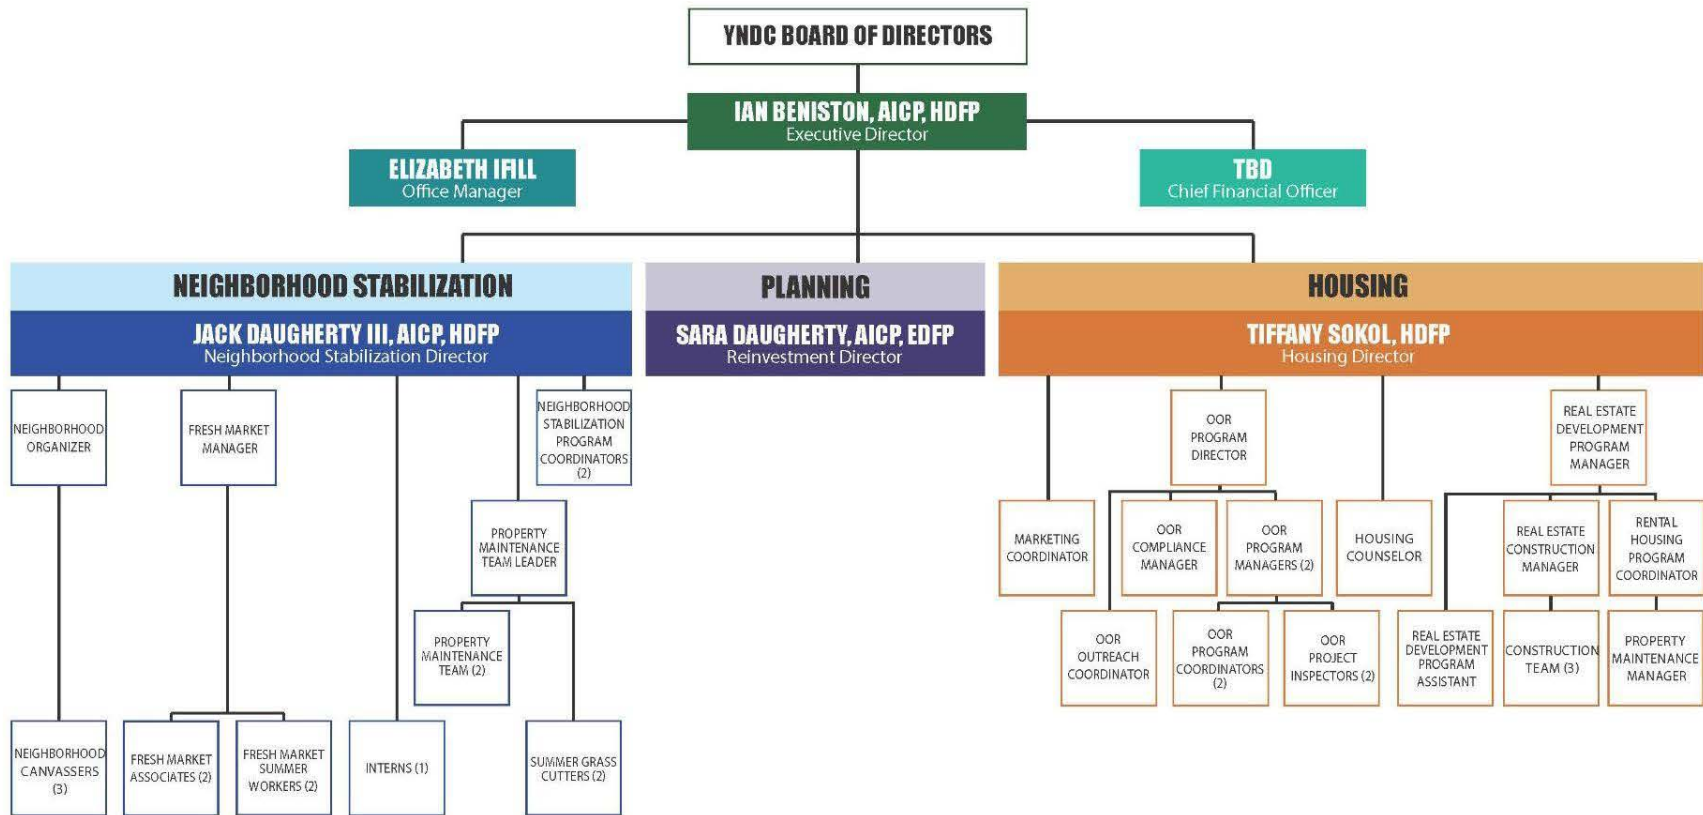 YNDC BOARD OF DIRECTORS
IAN BENISTON, AICP, HDFP
Executive Director
ELIZABETH IFILL
Office Manager
TBD
Chief Financial Officer
NEIGHBORHOOD STABILIZATION
JACK DAUGHERTY III, AICP, HDFP
Neighborhood Stabilization Director
PLANNING
SARA DAUGHERTY, AICP, EDFP
Reinvestment Director
HOUSING
TIFFANY SOKOL, HDFP
Housing Director
NEIGHBORHOOD
ORGANIZER
FRESH MARKET
MANAGER
NEIGHBORHOOD
STABILIZATION
PROGRAM
COORDINATORS
(2)
OOR
PROGRAM
DIRECTOR
REAL ESTATE
DEVELOPMENT
PROGRAM
MANAGER
PROPERTY
MAINTENANCE
TEAM LEADER
MARKETING
COORDINATOR
OOR
COMPLIANCE
MANAGER
OOR
PROGRAM
MANAGERS (2)
HOUSING
COUNSELOR
REAL ESTATE
CONSTRUCTION
MANAGER
RENTAL
HOUSING
PROGRAM
COORDINATOR
PROPERTY
MAINTENANCE
TEAM (2)
OOR
OUTREACH
COORDINATOR
OOR
PROGRAM
COORDINATORS
(2)
OOR
PROJECT
INSPECTORS (2)
REAL ESTATE
DEVELOPMENT
PROGRAM
ASSISTANT
CONSTRUCTION
TEAM (3)
PROPERTY
MAINTENANCE
MANAGER
NEIGHBORHOOD
CANVASSERS
(3)
FRESH MARKET
ASSOCIATES (2)
FRESH MARKET
SUMMER
WORKERS (2)
INTERNS (1)
SUMMER GRASS
CUTTERS (2)